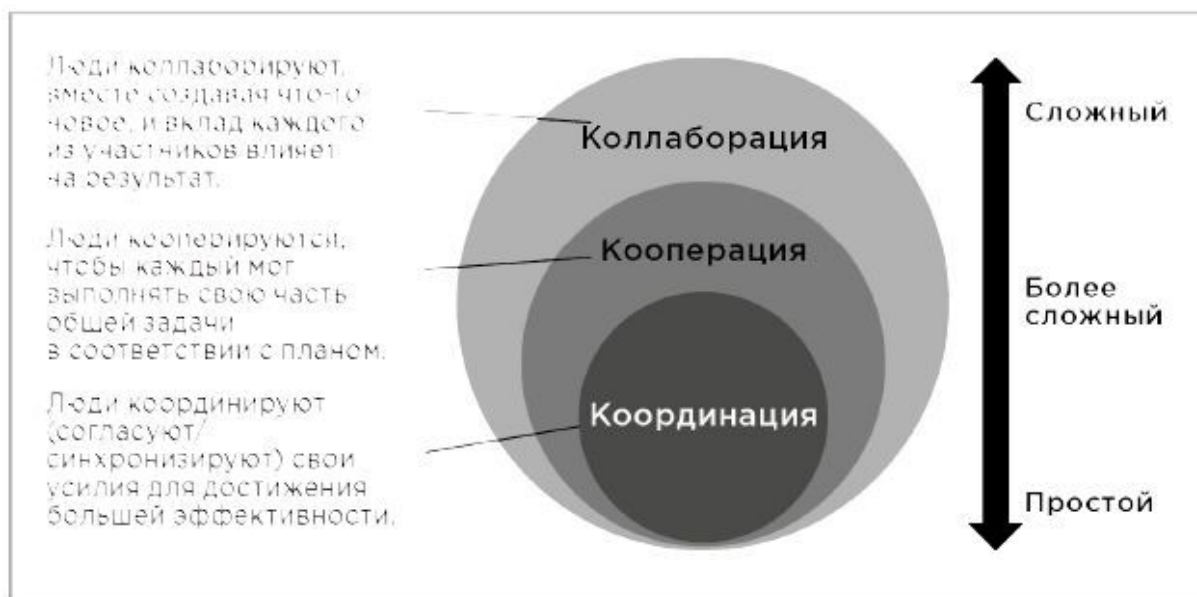 Люди коллаборируют,
вместе создавая что-то
новое, и вклад каждого
из участников влияет
на результат.
Люди кооперируются,
чтобы каждый мог
выполнять свою часть
общей задачи
в соответствии с планом.
Люди координируют
(согласуют/
синхронизируют) свои
усилия для достижения
большей эффективности.
Коллаборация
Кооперация
Координация
Сложный
Более
сложный
Простой